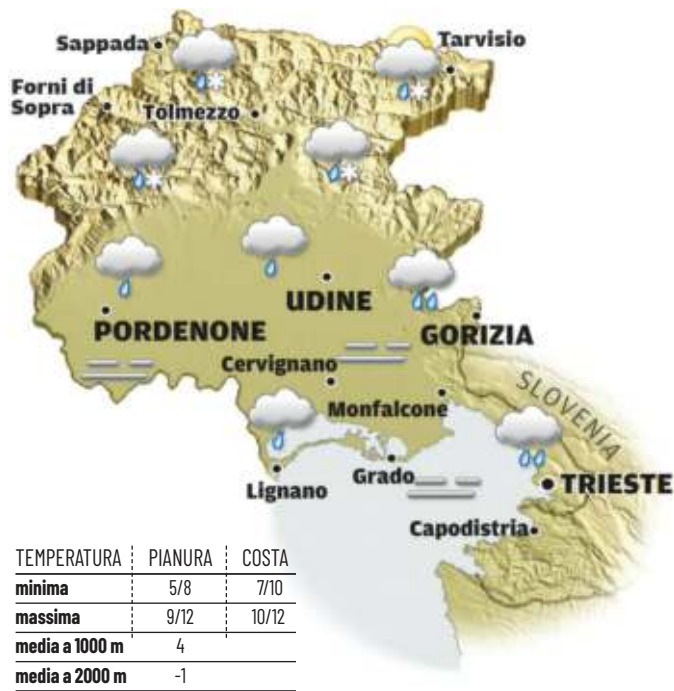 Sappada
Tarvisio
Forni di
Sopra
Tolmezzo
UDINE
PORDENONE
GORIZIA
Cervignano
SLOVENIA
Monfalcone
Grado
Lignano
TRIESTE
Capodistria
TEMPERATURA PIANURA COSTA
minima 5/8 7/10
massima 9/12 10/12
media a 1000 m 4
media a 2000 m -1